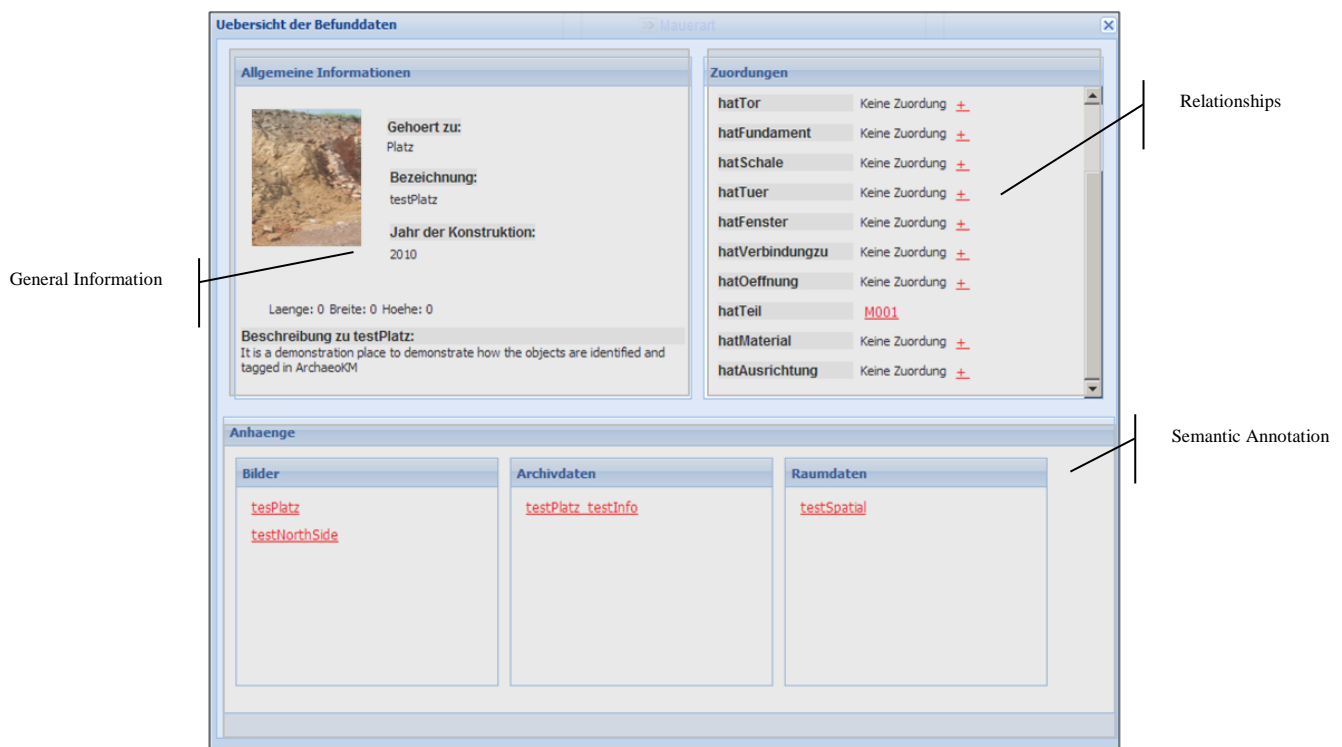 Uebersicht der Befunddaten
Mauerart
Allgemeine Informationen
Gehoert zu:
Platz
Bezeichnung:
testPlatz
Jahr der Konstruktion:
2010
Laenge: 0 Breite: 0 Hoehe: 0
Beschreibung zu testPlatz:
It is a demonstration place to demonstrate how the objects are identified and
tagged in ArchaeoKM
Zuordungen
hatTor Keine Zuordung +
hatFundament Keine Zuordung +
hatSchale Keine Zuordung +
hatTuer Keine Zuordung +
hatFenster Keine Zuordung +
hatVerbindungzu Keine Zuordung +
hatOeffnung Keine Zuordung +
hatTeil M001
hatMaterial Keine Zuordung +
hatAusrichtung Keine Zuordung +
Anhaenge
Bilder
tesPlatz
testNorthSide
Archivdaten
testPlatz_testInfo
Raumdaten
testSpatial
General Information
Relationships
Semantic Annotation